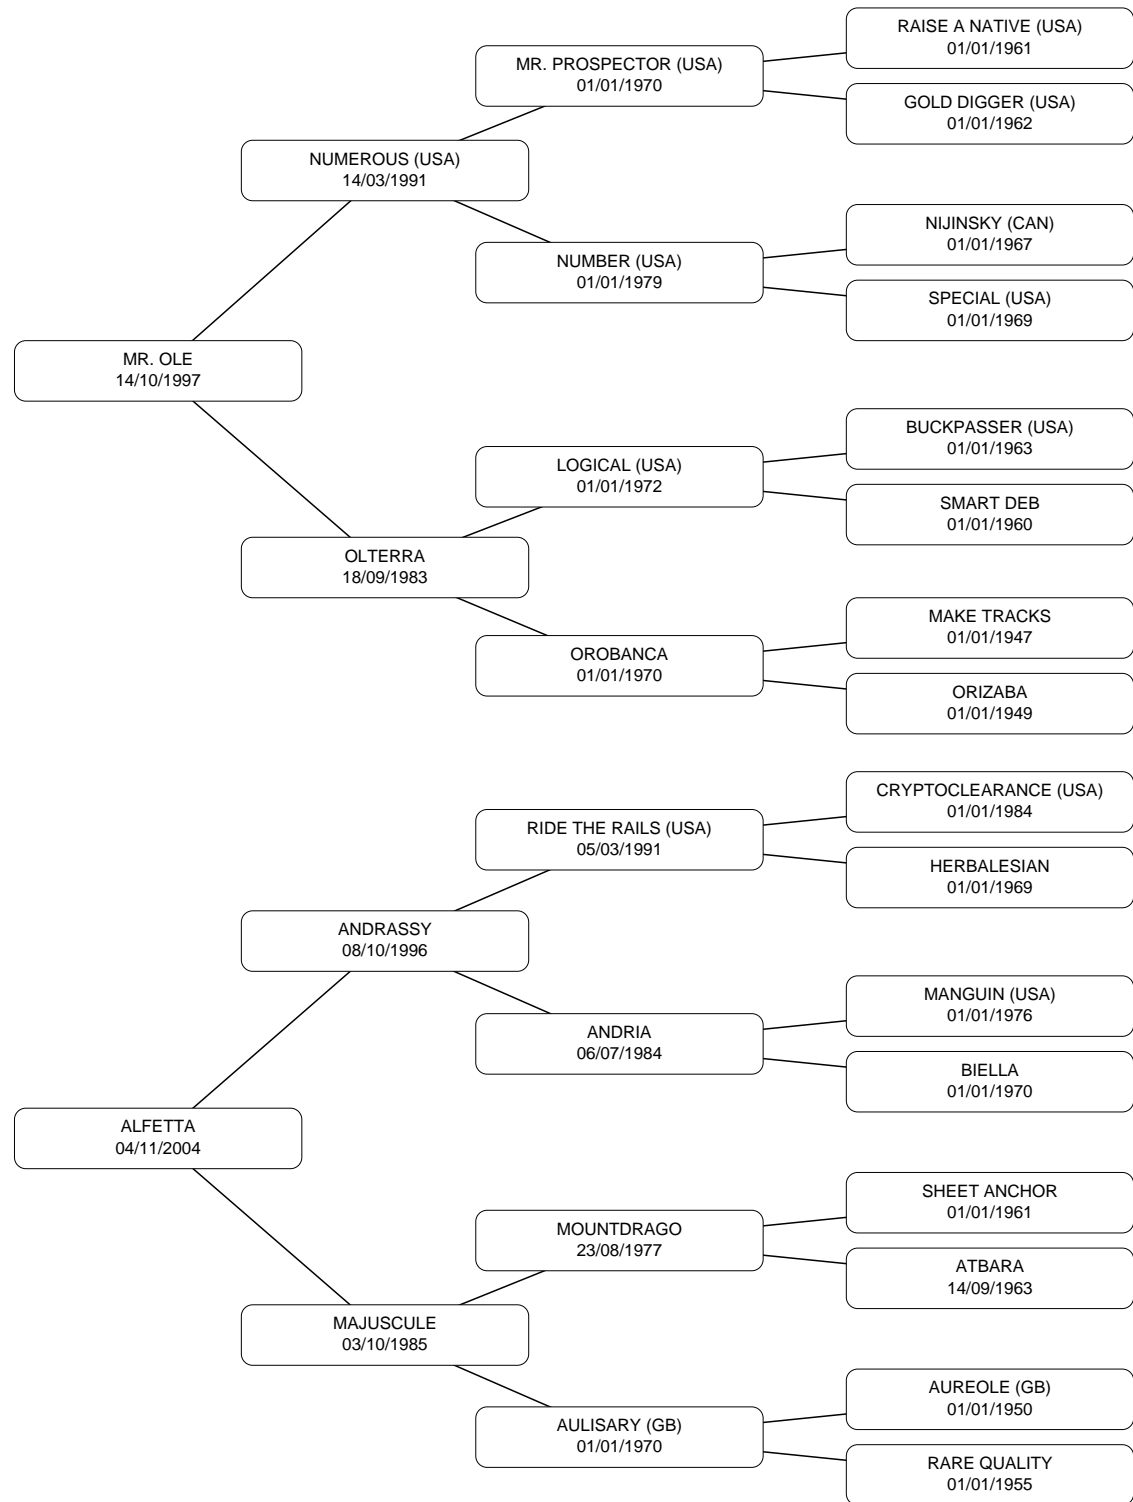 RAISE A NATIVE (USA)
01/01/1961
MR. PROSPECTOR (USA)
01/01/1970
GOLD DIGGER (USA)
01/01/1962
NUMEROUS (USA)
14/03/1991
NIJINSKY (CAN)
01/01/1967
NUMBER (USA)
01/01/1979
SPECIAL (USA)
01/01/1969
MR. OLE
14/10/1997
BUCKPASSER (USA)
01/01/1963
LOGICAL (USA)
01/01/1972
SMART DEB
01/01/1960
OLTERRA
18/09/1983
MAKE TRACKS
01/01/1947
OROBANCA
01/01/1970
ORIZABA
01/01/1949
CRYPTOCLEARANCE (USA)
01/01/1984
RIDE THE RAILS (USA)
05/03/1991
HERBALESIAN
01/01/1969
ANDRASSY
08/10/1996
MANGUIN (USA)
01/01/1976
ANDRIA
06/07/1984
BIELLA
01/01/1970
ALFETTA
04/11/2004
SHEET ANCHOR
01/01/1961
MOUNTDRAGO
23/08/1977
ATBARA
14/09/1963
MAJUSCULE
03/10/1985
AUREOLE (GB)
01/01/1950
AULISARY (GB)
01/01/1970
RARE QUALITY
01/01/1955